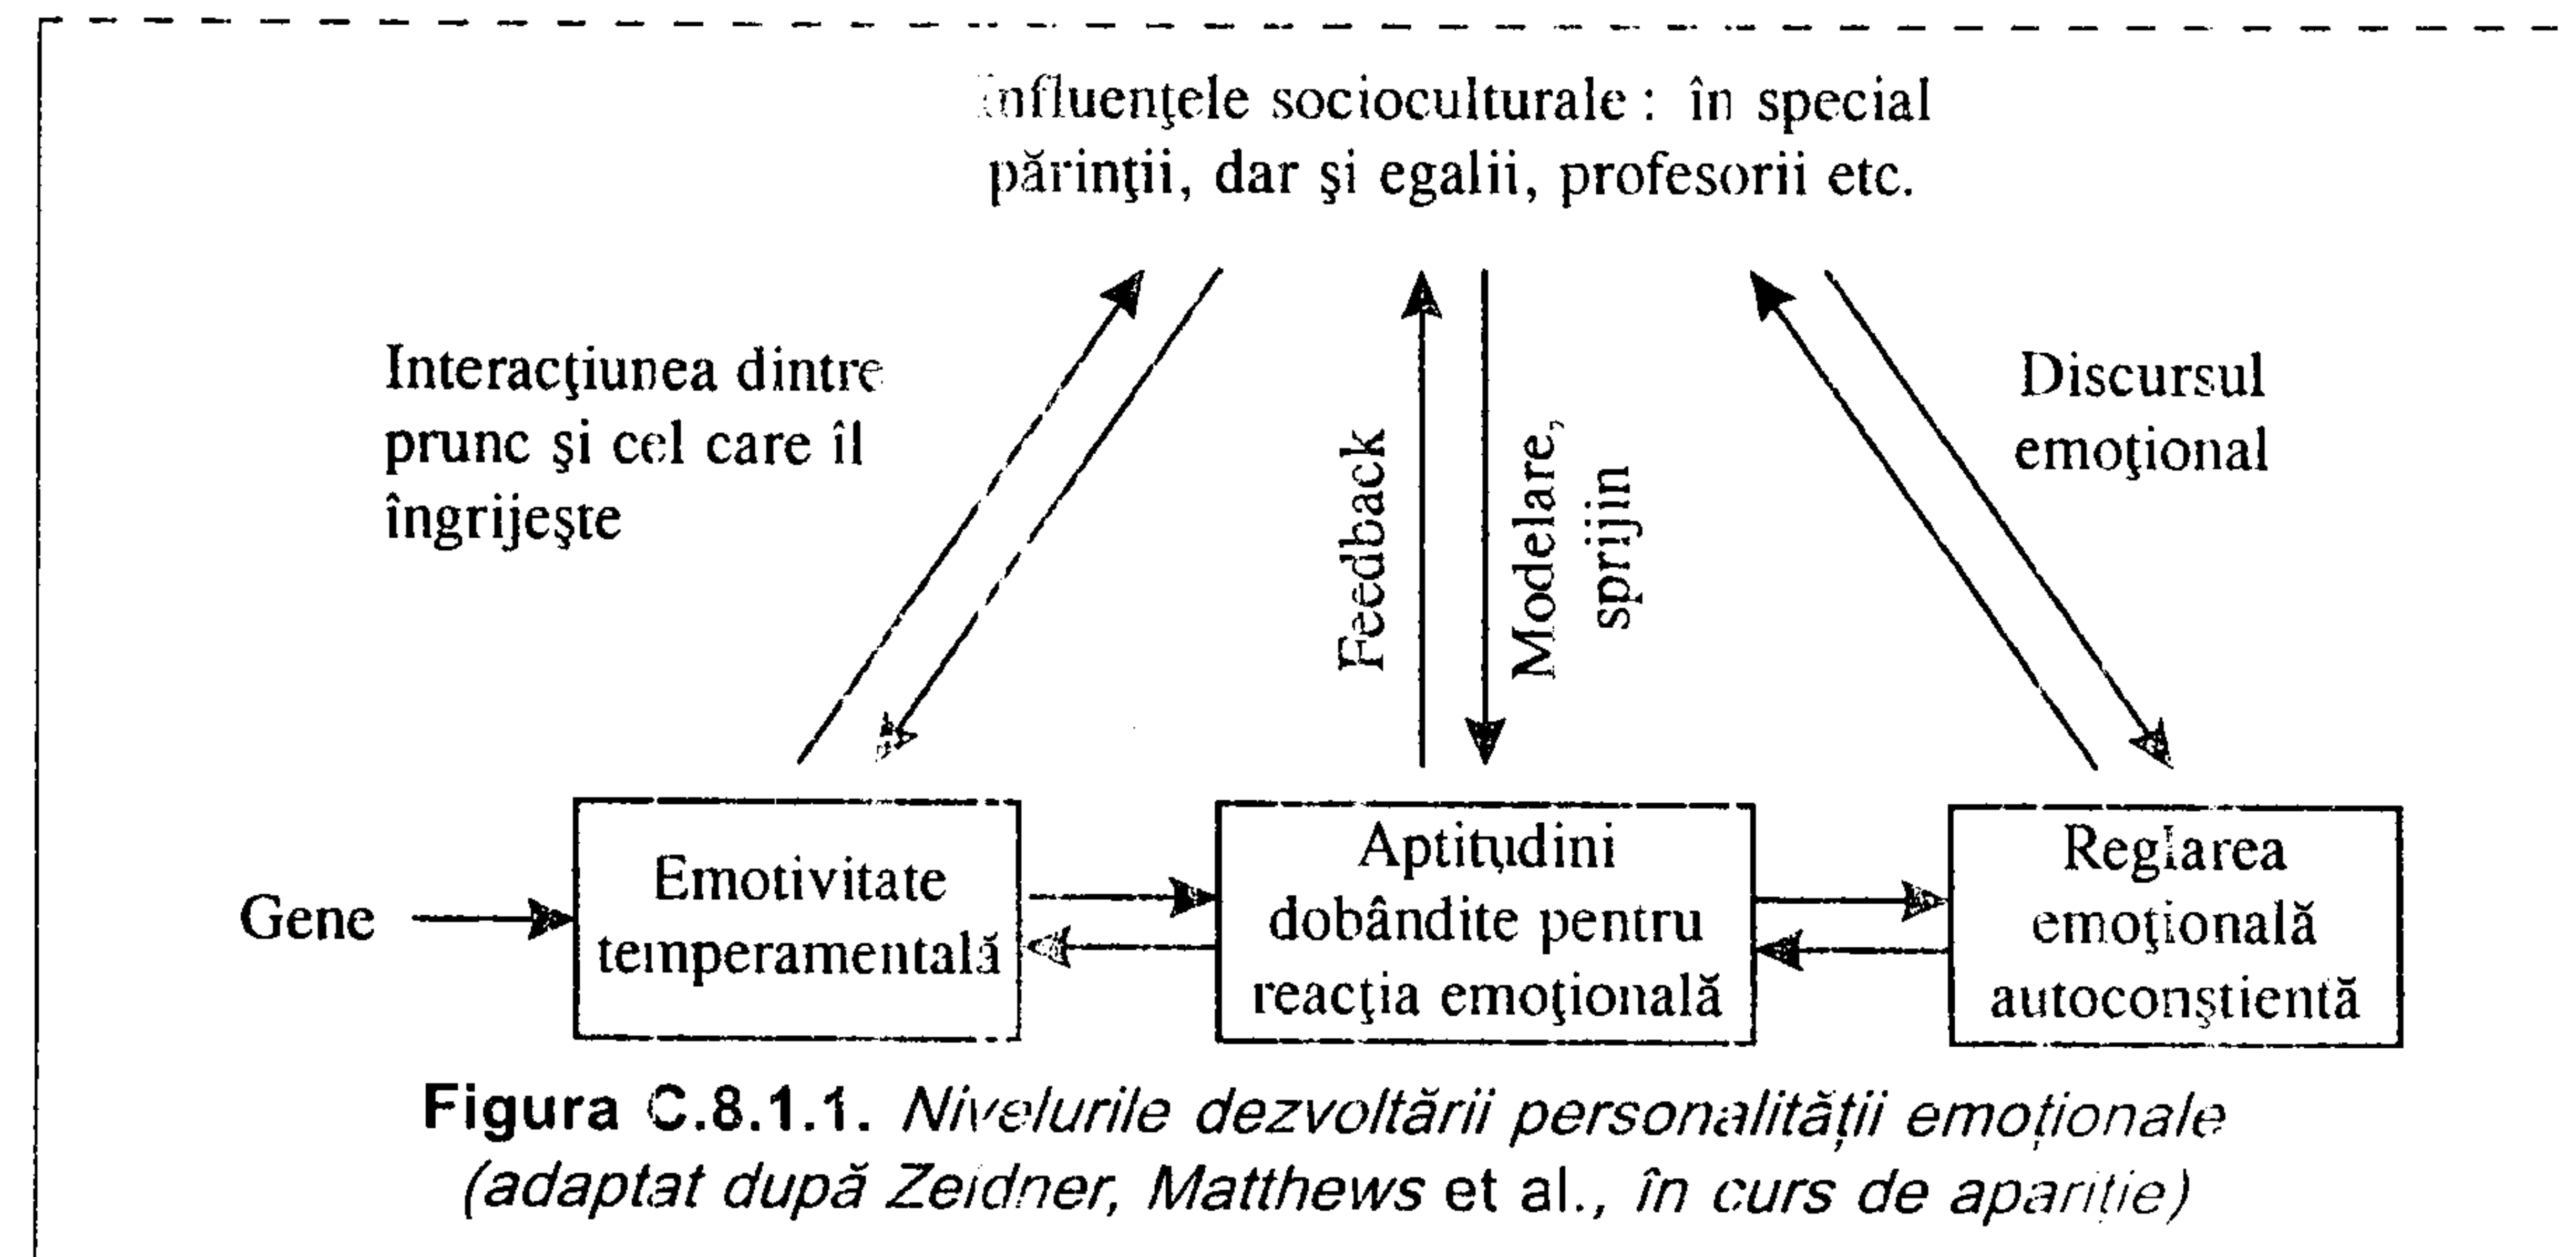 Influenţele socioculturale : în special
părinţii, dar şi egalii, profesorii etc.
Interacţiunea dintre
prunc şi cel care îl
îngrijeşte
Feedback
Modelare,
sprijin
Discursul
emoţional
Gene
Emotivitate
temperamentală
Aptitudini
dobândite pentru
reacţia emoţională
Reglarea
emoţională
autoconştientă
Figura C.8.1.1. Nivelurile dezvoltării personalităţii emoţionale
(adaptat după Zeidner, Matthews et al., în curs de apariţie)